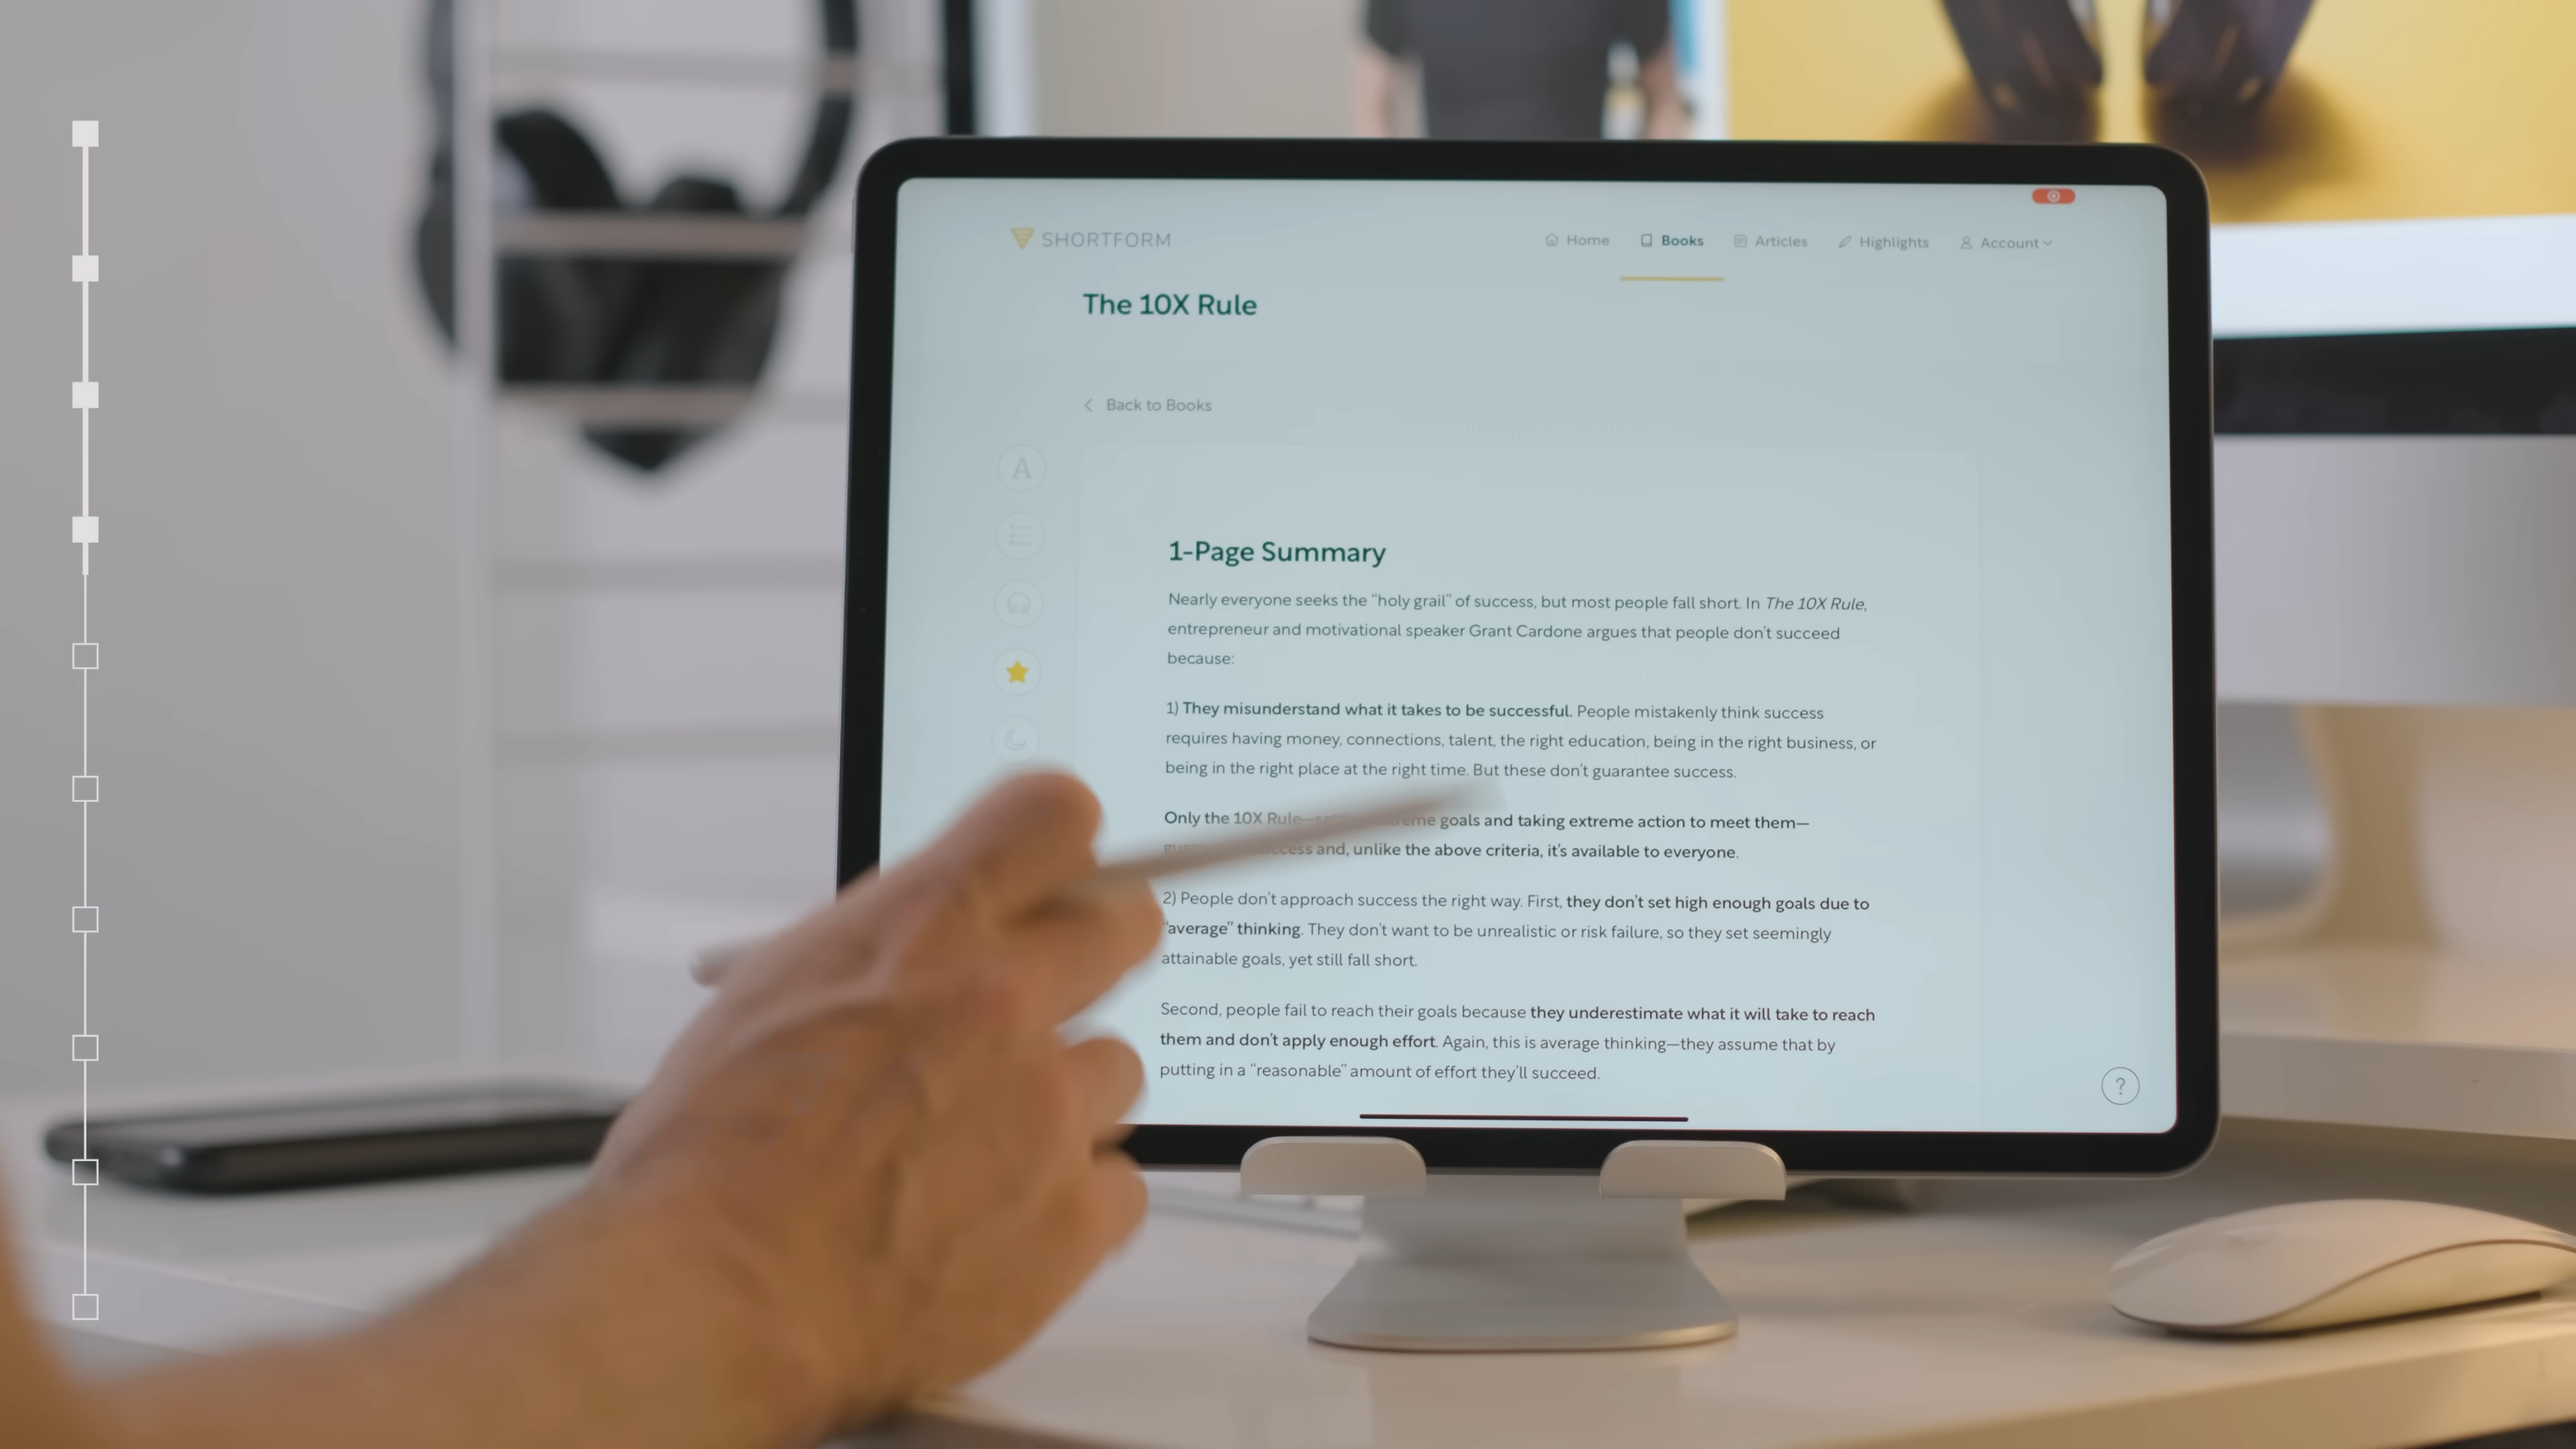 SHORTFORM
Home
Books
Articles
Highlights
Account
The 10X Rule
Back to Books
A
1-Page Summary
Nearly everyone seeks the “holy grail” of success, but most people fall short. In The 10X Rule,
entrepreneur and motivational speaker Grant Cardone argues that people don’t succeed
because:
1) They misunderstand what it takes to be successful. People mistakenly think success
requires having money, connections, talent, the right education, being in the right business, or
being in the right place at the right time. But these don’t guarantee success.
Only the 10X Rule— goals and taking extreme action to meet them—
and, unlike the above criteria, it’s available to everyone.
2) People don’t approach success the right way. First, they don’t set high enough goals due to
“average” thinking. They don’t want to be unrealistic or risk failure, so they set seemingly
attainable goals, yet still fall short.
Second, people fail to reach their goals because they underestimate what it will take to reach
them and don’t apply enough effort. Again, this is average thinking—they assume that by
putting in a “reasonable” amount of effort they’ll succeed.
?